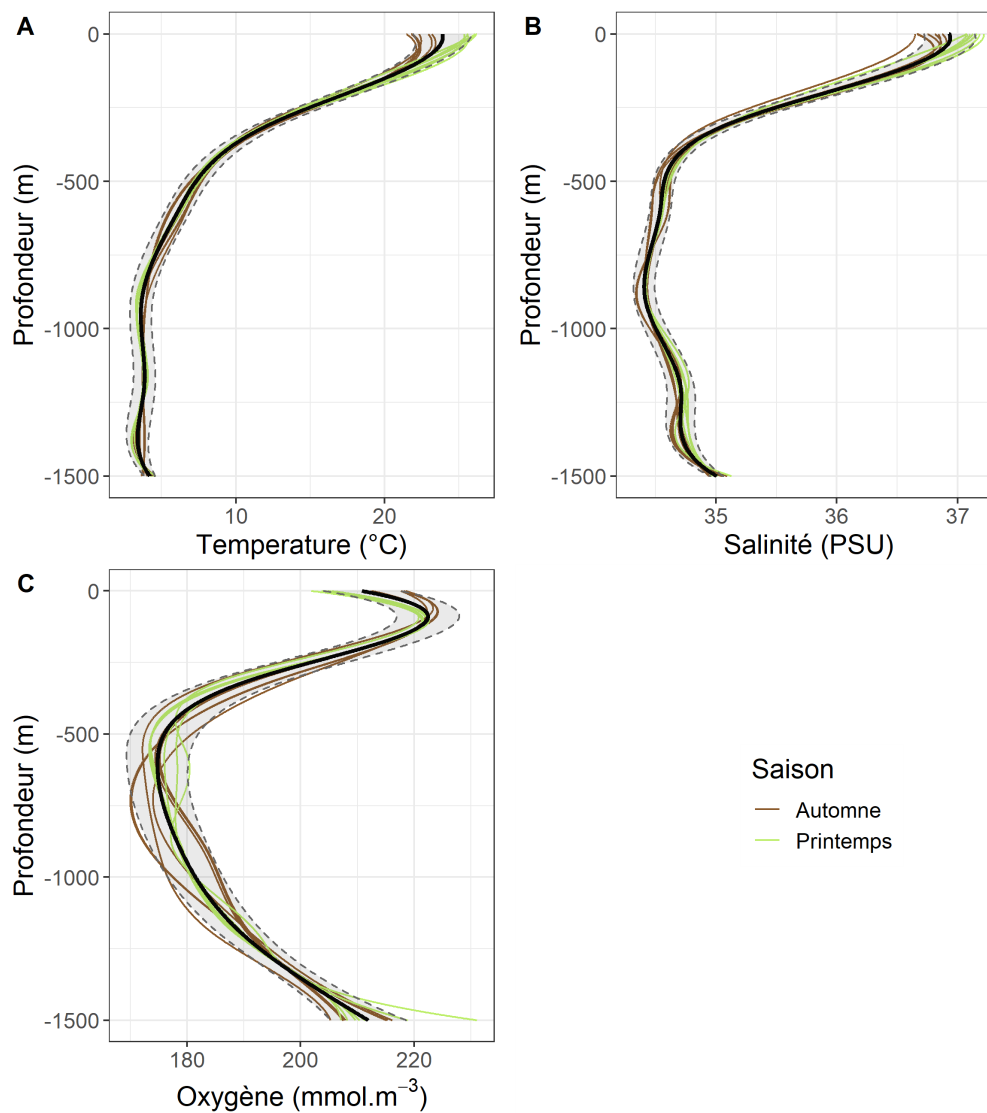 A
0
-500
-1000
-1500
Profondeur (m)
10 20
Temperature (°C)
B
0
-500
-1000
-1500
Profondeur (m)
35 36 37
Salinité (PSU)
C
0
-500
-1000
-1500
Profondeur (m)
180 200 220
Oxygène (mmol.m⁻³)
Saison
Automne
Printemps